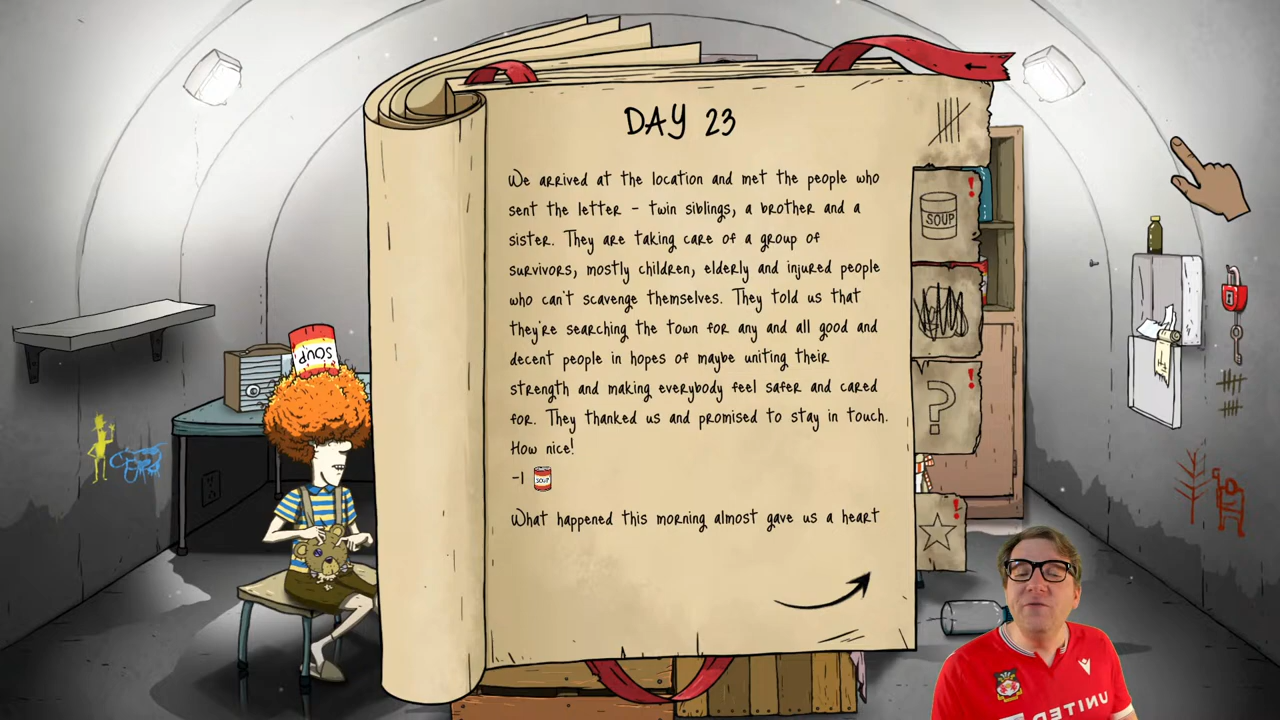 DAY 23
We arrived at the location and met the people who
sent the letter - twin siblings, a brother and a
sister. They are taking care of a group of
survivors, mostly children, elderly and injured people
who can't scavenge themselves. They told us that
they're searching the town for any and all good and
decent people in hopes of maybe uniting their
strength and making everybody feel safer and cared
for. They thanked us and promised to stay in touch.
How nice!
-1 SOUP
What happened this morning almost gave us a heart
SOUP
!
?
!
!
SOUP
UNITED